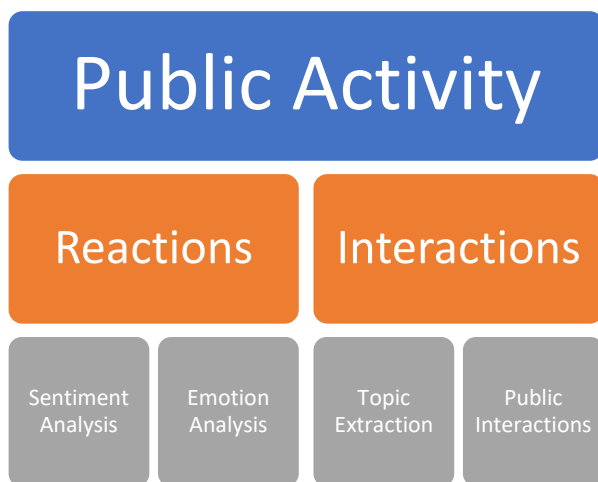 Public Activity
Reactions
Interactions
Sentiment
Analysis
Emotion
Analysis
Topic
Extraction
Public
Interactions